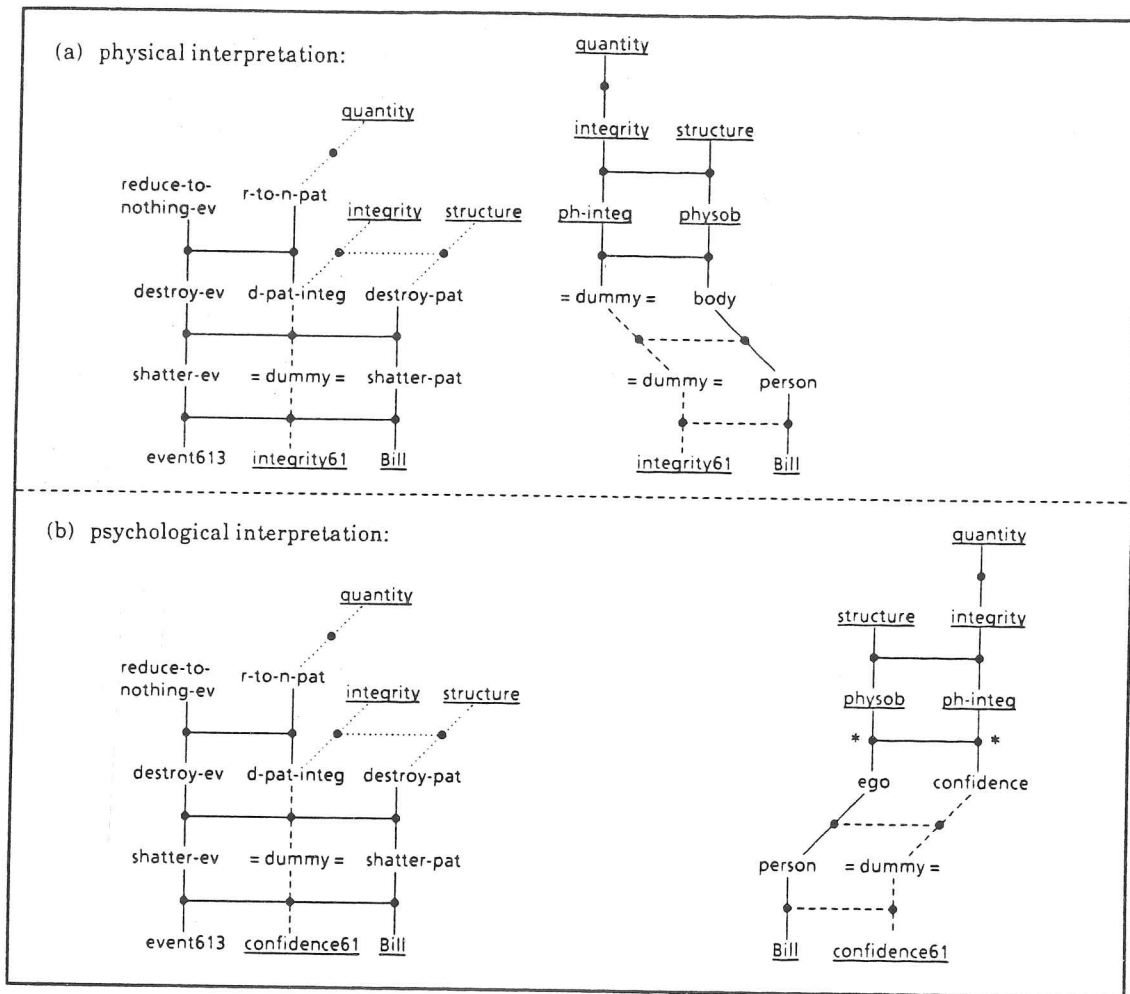 (a) physical interpretation:
quantity
reduce-to-
nothing-ev
r-to-n-pat
integrity
structure
destroy-ev
d-pat-integ
destroy-pat
shatter-ev
= dummy =
shatter-pat
event613
integrity61
Bill
quantity
integrity
structure
ph-integ
physob
= dummy =
body
= dummy =
person
integrity61
Bill
(b) psychological interpretation:
quantity
reduce-to-
nothing-ev
r-to-n-pat
integrity
structure
destroy-ev
d-pat-integ
destroy-pat
shatter-ev
= dummy =
shatter-pat
event613
confidence61
Bill
quantity
structure
integrity
physob
ph-integ
*
*
ego
confidence
person
= dummy =
Bill
confidence61